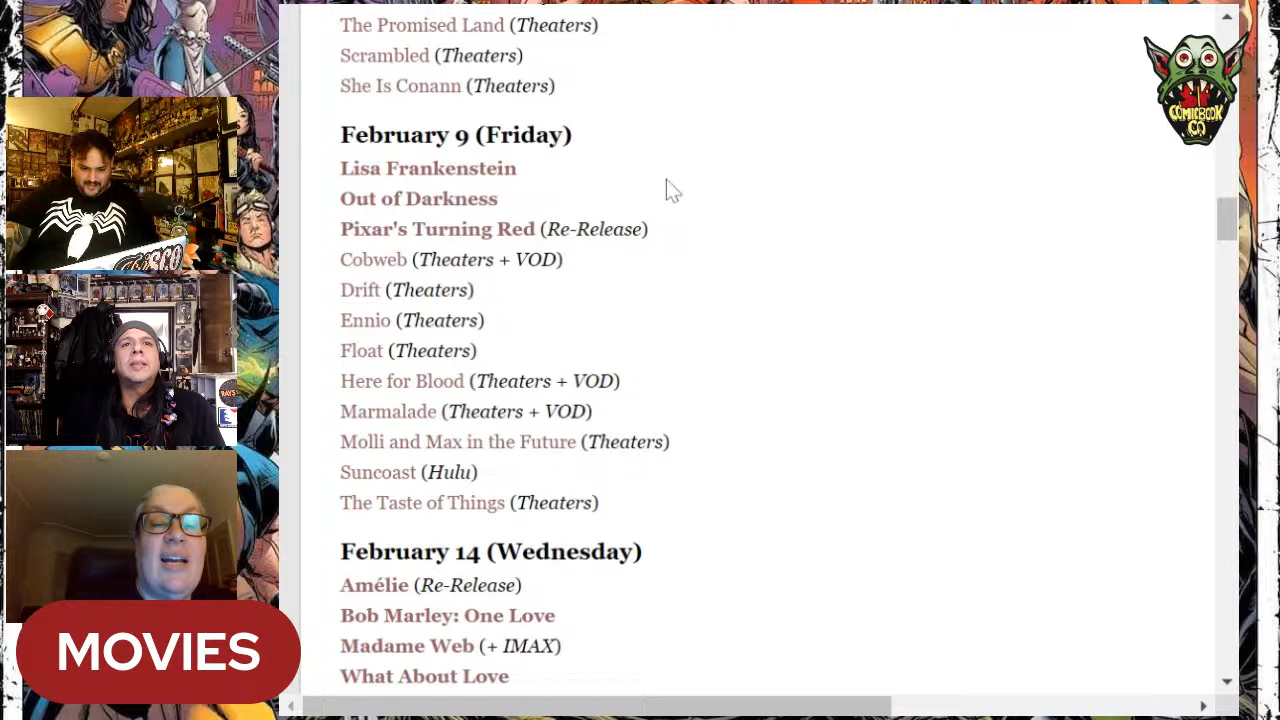 The Promised Land (Theaters)
Scrambled (Theaters)
She Is Conann (Theaters)
February 9 (Friday)
Lisa Frankenstein
Out of Darkness
Pixar's Turning Red (Re-Release)
Cobweb (Theaters + VOD)
Drift (Theaters)
Ennio (Theaters)
Float (Theaters)
Here for Blood (Theaters + VOD)
Marmalade (Theaters + VOD)
Molli and Max in the Future (Theaters)
Suncoast (Hulu)
The Taste of Things (Theaters)
February 14 (Wednesday)
Amélie (Re-Release)
Bob Marley: One Love
Madame Web (+ IMAX)
What About Love
COMICBOOK
CO
RAYS
MOVIES